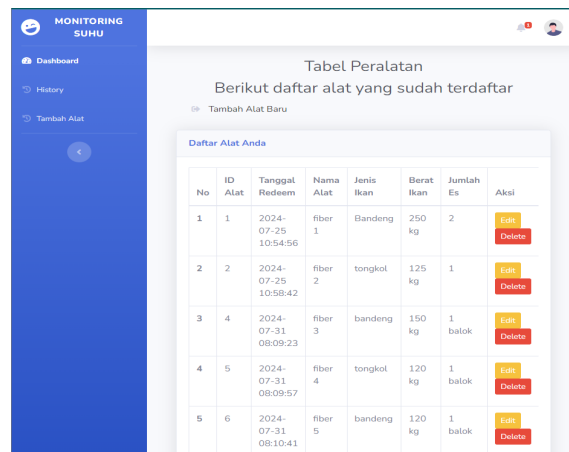 MONITORING
SUHU
Dashboard
History
Tambah Alat
Tabel Peralatan
Berikut daftar alat yang sudah terdaftar
Tambah Alat Baru
Daftar Alat Anda
No ID Alat Tanggal Redeem Nama Alat Jenis Ikan Berat Ikan Jumlah Es Aksi
1 1 2024-07-25 10:54:56 fiber 1 Bandeng 250 kg 2 Edit Delete
2 2 2024-07-25 10:58:42 fiber 2 tongkol 125 kg 1 Edit Delete
3 4 2024-07-31 08:09:23 fiber 3 bandeng 150 kg 1 balok Edit Delete
4 5 2024-07-31 08:09:57 fiber 4 tongkol 120 kg 1 balok Edit Delete
5 6 2024-07-31 08:10:41 fiber 5 bandeng 120 kg 1 balok Edit Delete